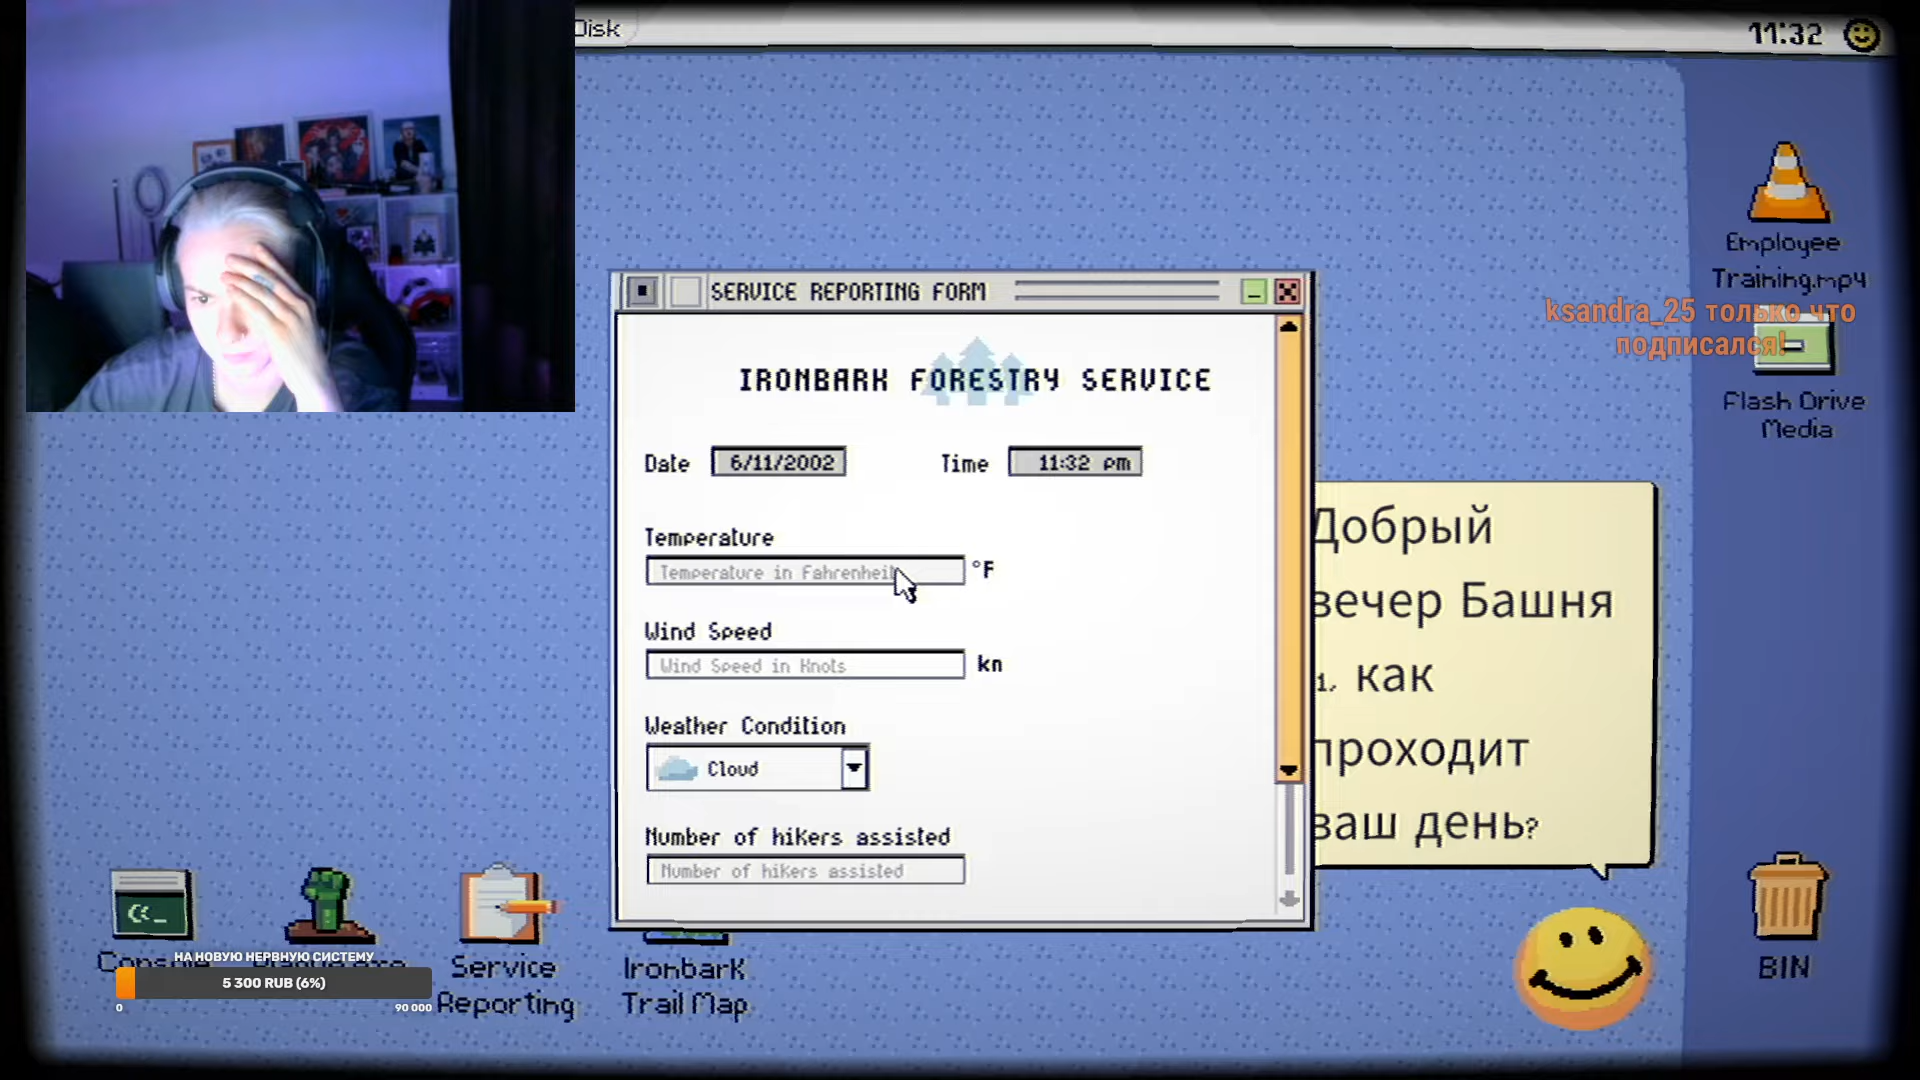 Disk
11:32
Employee
Training.mp4
ksandra_25 только что
подписался!
Flash Drive
Media
SERVICE REPORTING FORM
IRONBARK FORESTRY SERVICE
Date 6/11/2002 Time 11:32 pm
Temperature
Temperature in Fahrenheit °F
Wind Speed
Wind Speed in Knots kn
Weather Condition
Cloud
Number of hikers assisted
Number of hikers assisted
Добрый
вечер Башня
1, как
проходит
ваш день?
Console
НА НОВУЮ НЕРВНУЮ СИСТЕМУ
5 300 RUB (6%)
0
90 000
Service
Reporting
Ironbark
Trail Map
BIN